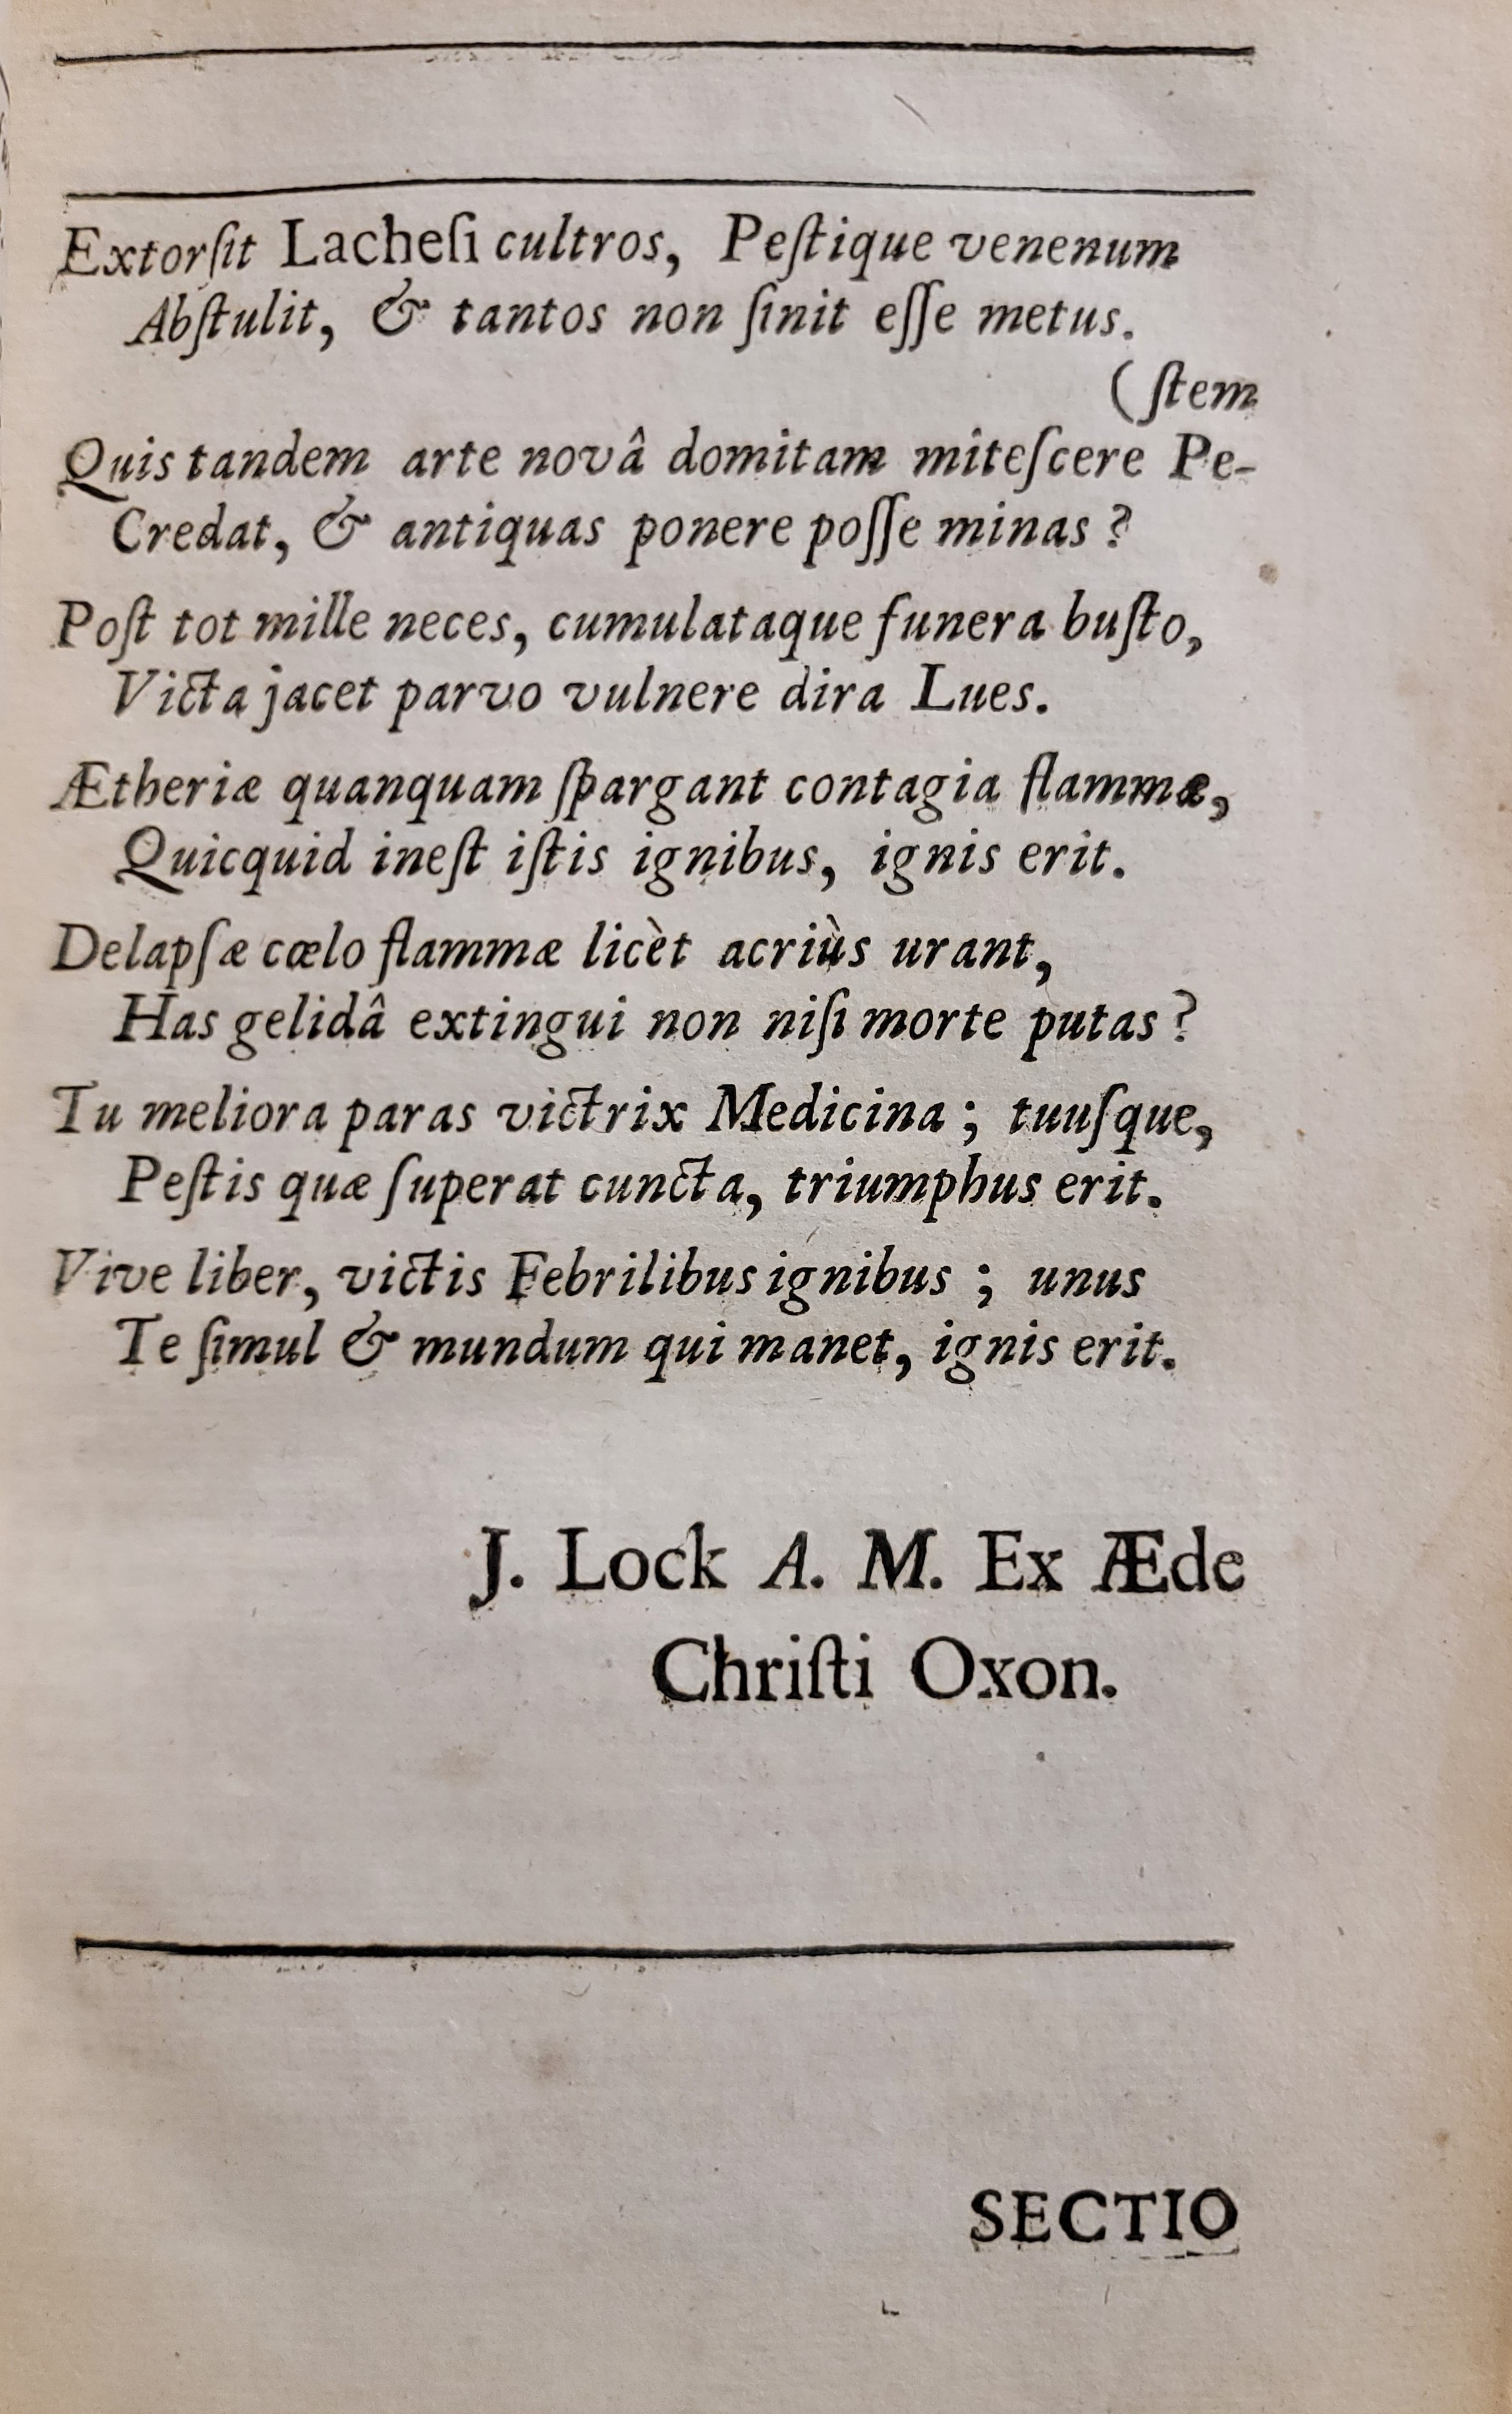 Extorſit Lacheſi cultros, Peſtique venenum
Abſtulit, & tantos non ſinit eſſe metus.
(ſtem
Quis tandem arte novâ domitam miteſcere Pe-
Credat, & antiquas ponere poſſe minas?
Poſt tot mille neces, cumulataque funera buſto,
Victa jacet parvo vulnere dira Lues.
Ætheriæ quanquam ſpargant contagia flammæ,
Quicquid ineſt iſtis ignibus, ignis erit.
Delapſæ cœlo flammæ licèt acriùs urant,
Has gelidâ extingui non niſi morte putas?
Tu meliora paras victrix Medicina; tuuſque,
Peſtis quæ ſuperat cuncta, triumphus erit.
Vive liber, victis Febrilibus ignibus; unus
Te ſimul & mundum qui manet, ignis erit.
J. Lock A. M. Ex Æde
Chriſti Oxon.
SECTIO